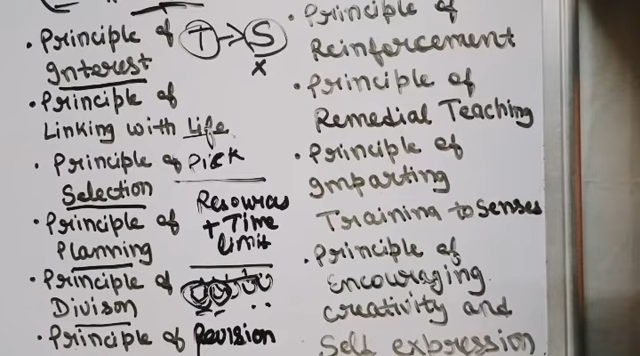 Principle of
Interest
T → S
x
Principle of
Linking with Life
Principle of Pick
Selection
Resources
+ Time
limit
Principle of
Planning
Principle of
Divison
Principle of Revision
Principle of
Reinforcement
Principle of
Remedial Teaching
Principle of
Imparting
Training to Senses
Principle of
Encouraging
creativity and
Self expression